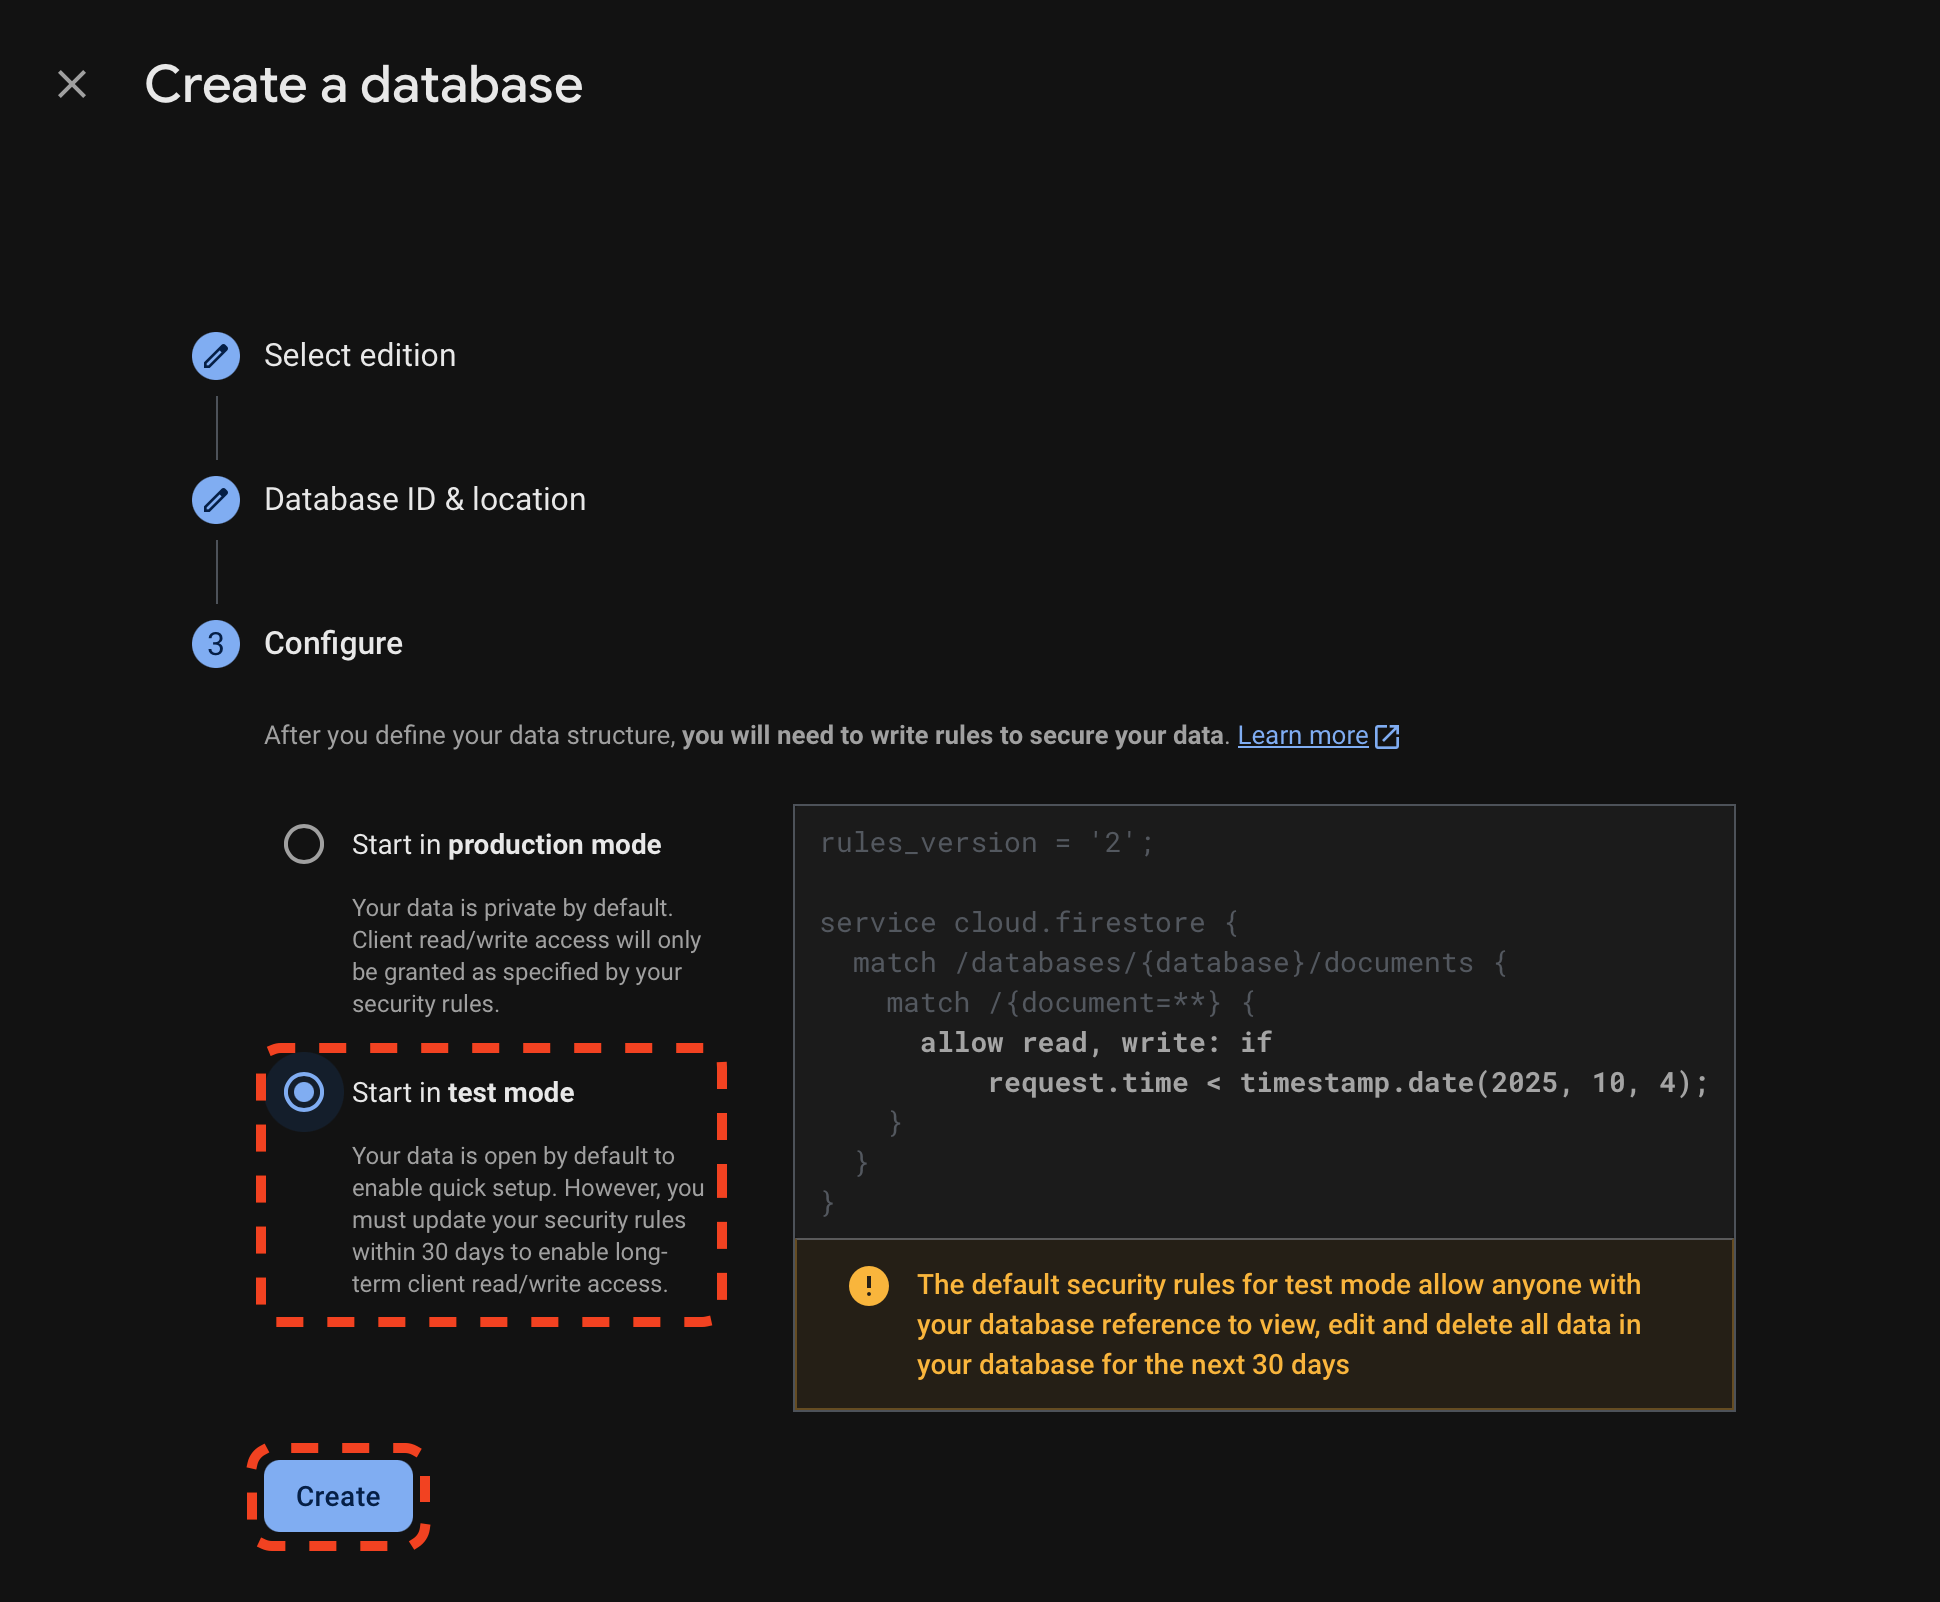 Create a database
Select edition
Database ID & location
3 Configure
After you define your data structure, you will need to write rules to secure your data. Learn more
Start in production mode
Your data is private by default.
Client read/write access will only
be granted as specified by your
security rules.
Start in test mode
Your data is open by default to
enable quick setup. However, you
must update your security rules
within 30 days to enable long-
term client read/write access.
rules_version = '2';
service cloud.firestore {
  match /databases/{database}/documents {
    match /{document=**} {
      allow read, write: if
          request.time < timestamp.date(2025, 10, 4);
    }
  }
}
The default security rules for test mode allow anyone with
your database reference to view, edit and delete all data in
your database for the next 30 days
Create